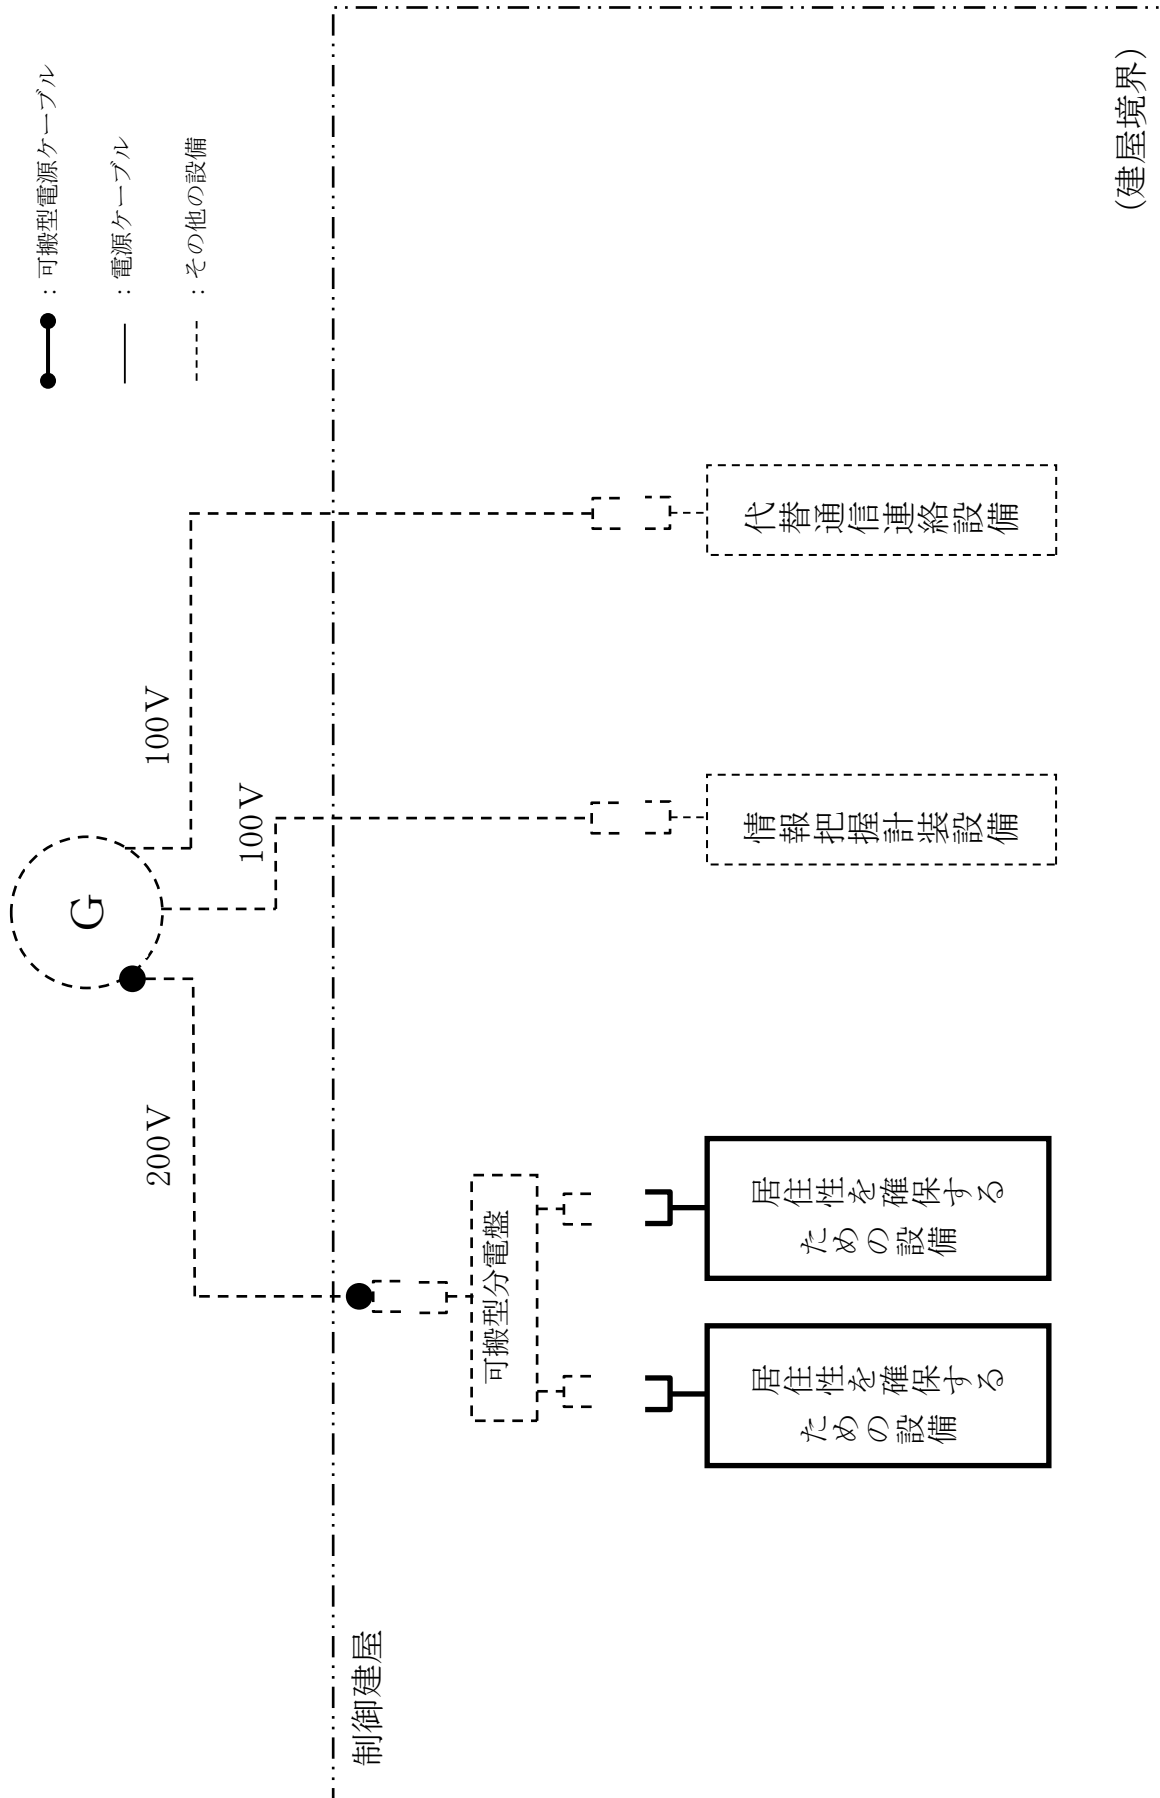 ：可搬型電源ケーブル
：電源ケーブル
：その他の設備
G
200V
100V
100V
制御建屋
可搬型分電盤
居住性を確保する
ための設備
居住性を確保する
ための設備
情報把握計装設備
代替通信連絡設備
(建屋境界)